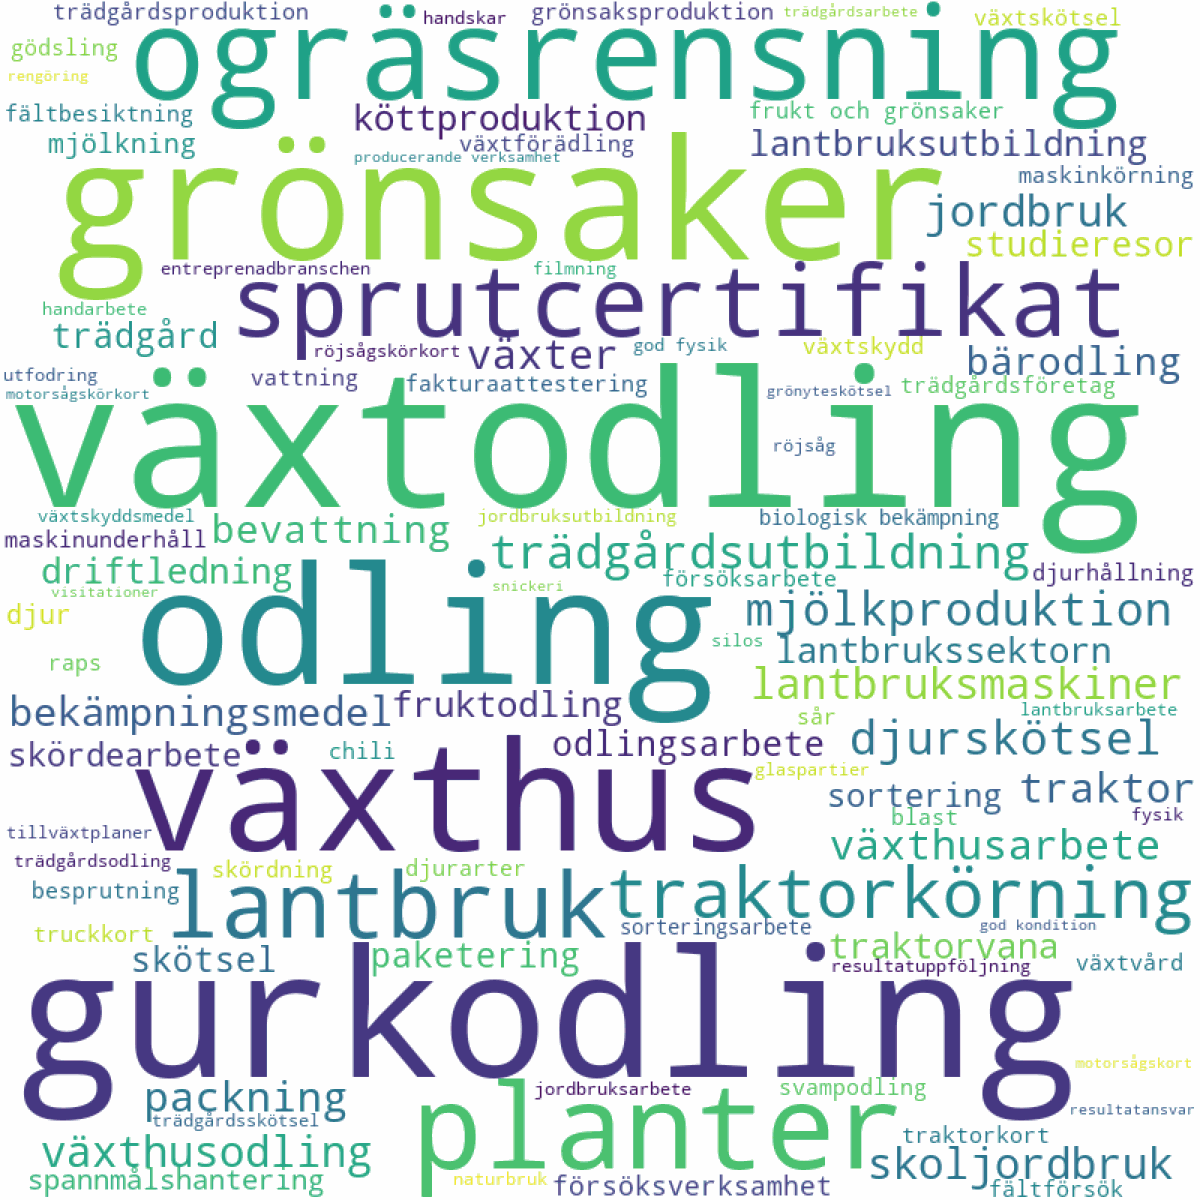 trädgårdsproduktion
handskar
grönsaksproduktion
trädgårdsarbete
växtskötsel
gödsling
ogräsrensning
rengöring
fältbesiktning
köttproduktion
frukt och grönsaker
mjölkning
växtförädling
lantbruksutbildning
producerande verksamhet
grönsaker
maskinkörning
jordbruk
studieresor
entreprenadbranschen
filmning
sprutcertifikat
handarbete
trädgård
röjsågskörkort
växter
god fysik
växtskydd
bärodling
utfodring
vattning
fakturaattestering
grönyteskötsel
trädgårdsföretag
motorsågskörkort
växtodling
röjsåg
växtskyddsmedel
bevattning
jordbruksutbildning
biologisk bekämpning
maskinunderhåll
trädgårdsutbildning
driftledning
försöksarbete
djurhållning
visitationer
snickeri
odling
djur
mjölkproduktion
silos
lantbrukssektorn
raps
lantbruksmaskiner
bekämpningsmedel
fruktodling
sår
lantbruksarbete
skördearbete
chili
odlingsarbete
djurskötsel
växthus
glaspartier
sortering
traktor
blast
fysik
tillväxtplaner
växthusarbete
trädgårdsodling
skördning
djurarter
besprutning
lantbruk
traktorkörning
truckkort
sorteringsarbete
god kondition
skötsel
paketering
traktorvana
resultatuppföljning
växtvård
gurkodling
motorsågskort
packning
jordbruksarbete
svampodling
trädgårdsskötsel
planter
resultatansvar
växthusodling
traktorkort
skoljordbruk
spannmålshantering
naturbruk
försöksverksamhet
fältförsök